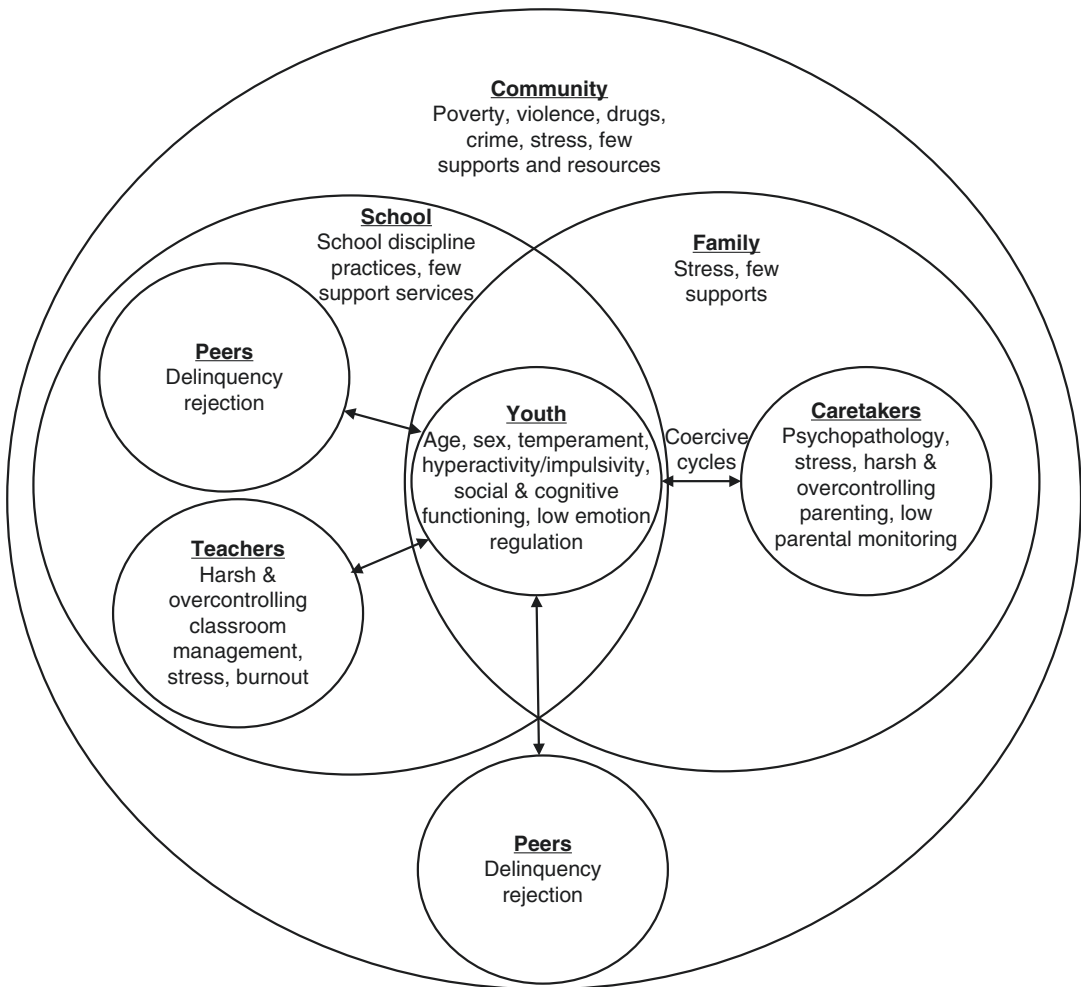 Community
Poverty, violence, drugs,
crime, stress, few
supports and resources
School
School discipline
practices, few
support services
Family
Stress, few
supports
Peers
Delinquency
rejection
Youth
Age, sex, temperament,
hyperactivity/impulsivity,
social & cognitive
functioning, low emotion
regulation
Coercive
cycles
Caretakers
Psychopathology,
stress, harsh &
overcontrolling
parenting, low
parental monitoring
Teachers
Harsh &
overcontrolling
classroom
management,
stress, burnout
Peers
Delinquency
rejection